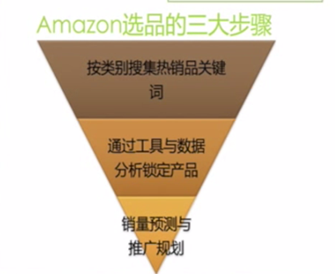 Amazon选品的三大步骤
按类别搜集热销品关键
词
通过工具与数据
分析锁定产品
销量预测与
推广规划